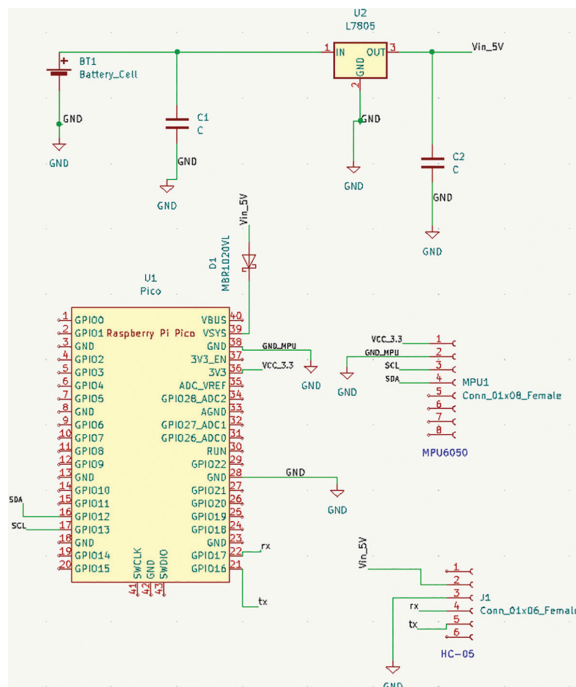 U2
L7805
1 IN OUT 3
GND
2
Vin_5V
BT1
Battery_Cell
+
GND
GND
C1
C
GND
GND
GND
GND
C2
C
GND
GND
Vin_5V
D1
MBR1020VL
U1
Pico
Raspberry Pi Pico
1 GPIO0
2 GPIO1
3 GND
4 GPIO2
5 GPIO3
6 GPIO4
7 GPIO5
8 GND
9 GPIO6
10 GPIO7
11 GPIO8
12 GPIO9
13 GND
14 GPIO10
15 GPIO11
16 GPIO12
17 GPIO13
18 GND
19 GPIO14
20 GPIO15
SDA
SCL
VBUS 40
VSYS 39
GND 38
3V3_EN 37
3V3 36
ADC_VREF 35
GPIO28_ADC2 34
AGND 33
GPIO27_ADC1 32
GPIO26_ADC0 31
RUN 30
GPIO22 29
GND 28
GPIO21 27
GPIO20 26
GPIO19 25
GPIO18 24
GND 23
GPIO17 22
GPIO16 21
SWCLK 41
GND 42
SWDIO 43
GND_MPU
VCC_3.3
GND
GND
GND
rx
tx
VCC_3.3 1
GND_MPU 2
SCL 3
SDA 4
5
6
7
8
GND
MPU1
Conn_01x08_Female
MPU6050
Vin_5V
1
2
3
rx 4
tx 5
6
J1
Conn_01x06_Female
HC-05
GND